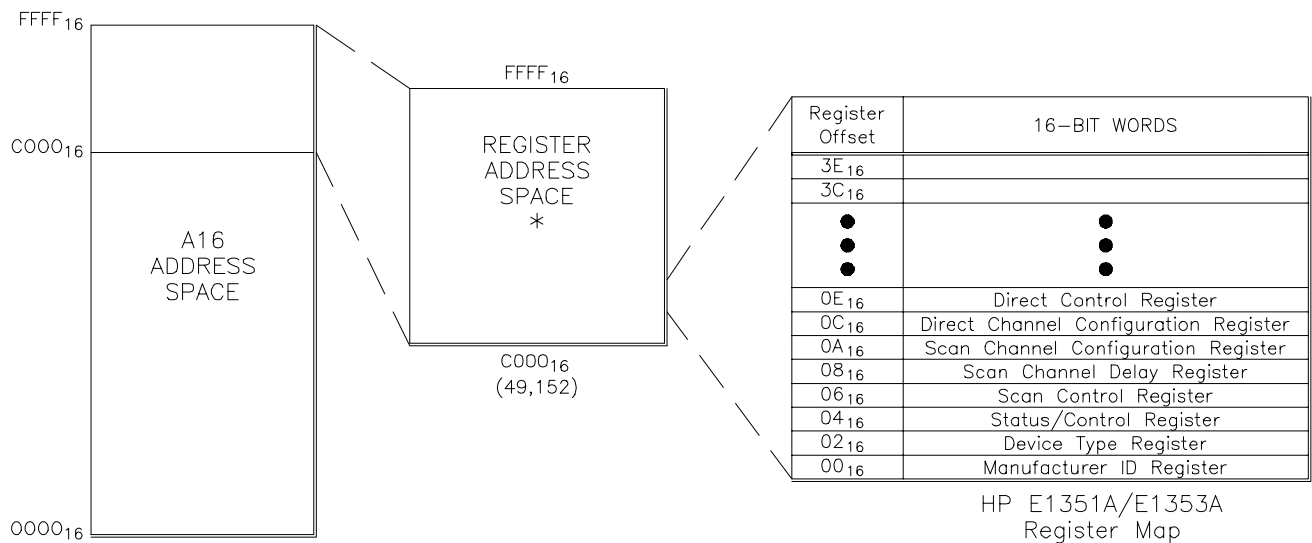 FFFF16
C00016
A16
ADDRESS
SPACE
000016
FFFF16
REGISTER
ADDRESS
SPACE
*
C00016
(49,152)
Register
Offset
16-BIT WORDS
3E16
3C16
0E16 Direct Control Register
0C16 Direct Channel Configuration Register
0A16 Scan Channel Configuration Register
0816 Scan Channel Delay Register
0616 Scan Control Register
0416 Status/Control Register
0216 Device Type Register
0016 Manufacturer ID Register
HP E1351A/E1353A
Register Map